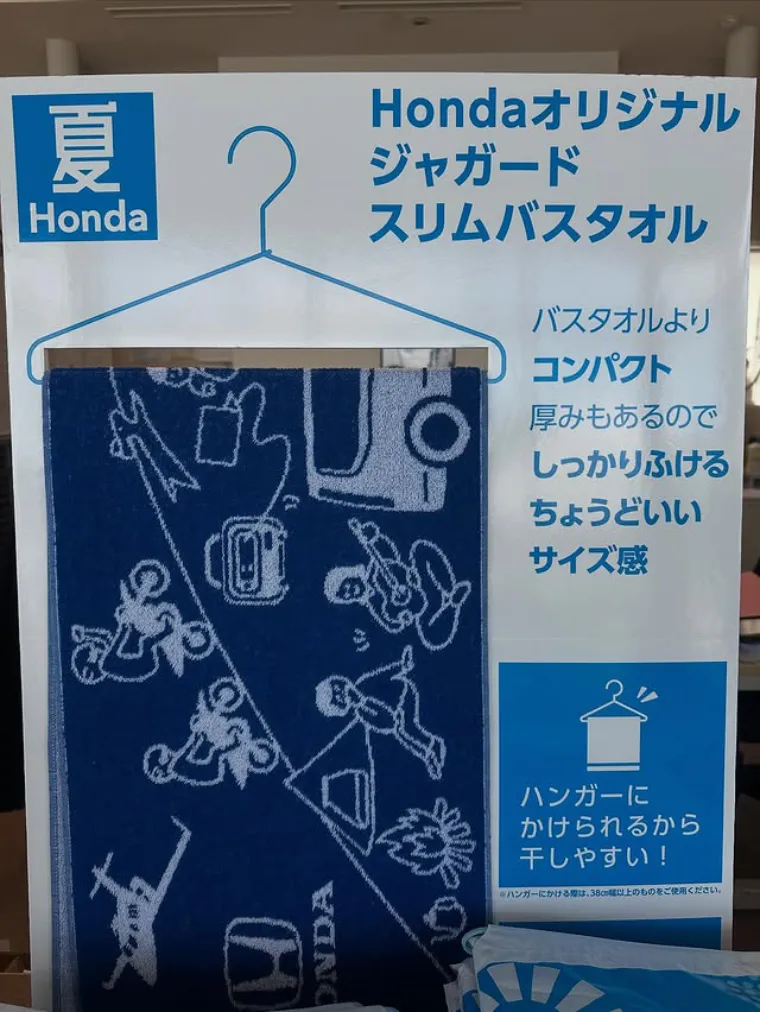 夏
Honda
Hondaオリジナル
ジャガード
スリムバスタオル
バスタオルより
コンパクト
厚みもあるので
しっかりふける
ちょうどいい
サイズ感
ハンガーに
かけられるから
干しやすい！
※ハンガーにかける際は、38cm幅以上のものをご使用ください。
HONDA
Honda